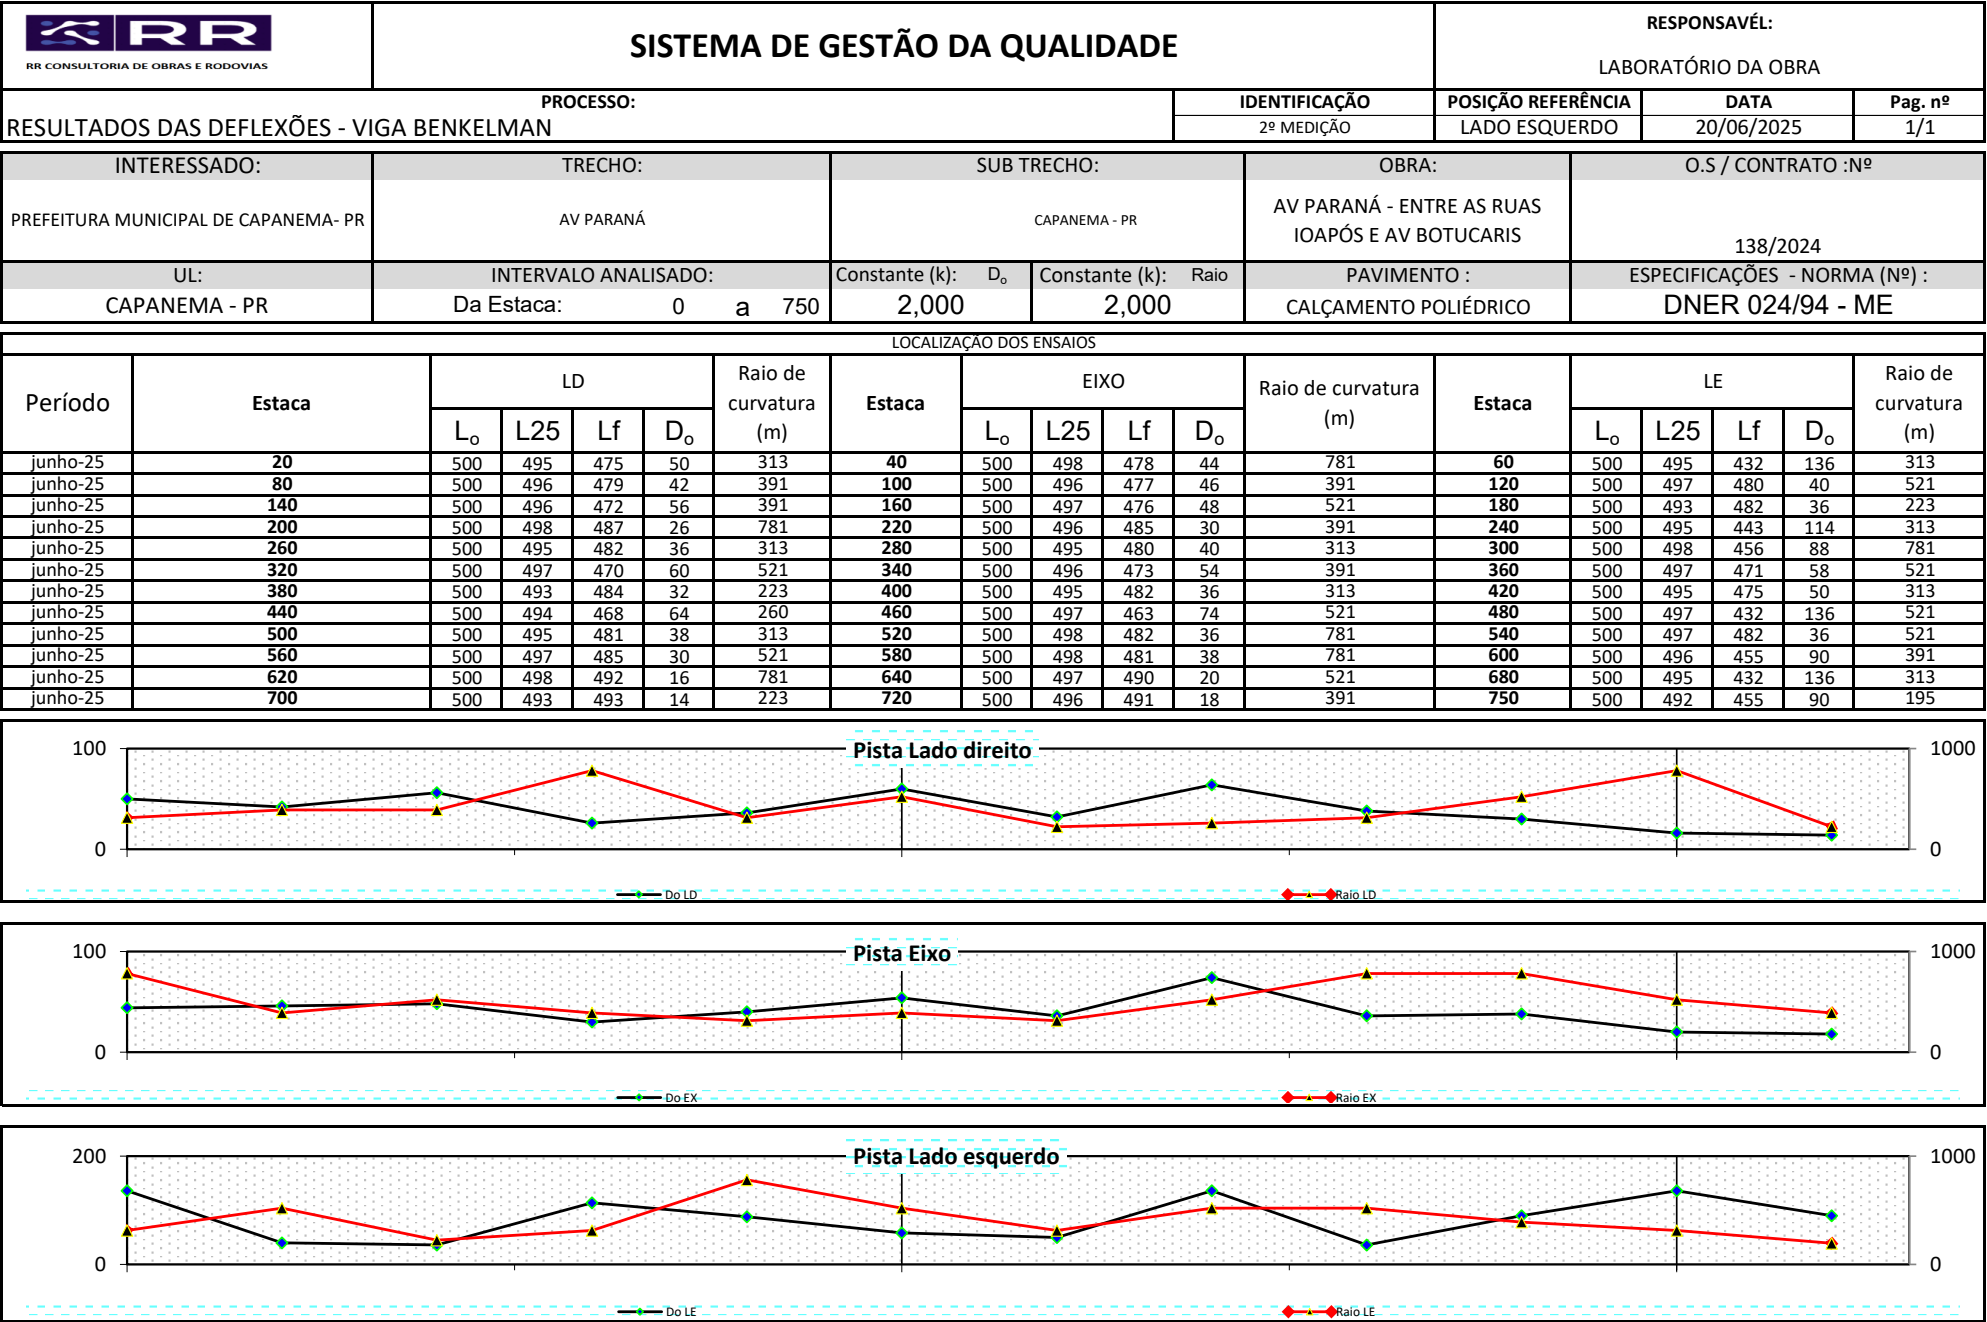 RR
RR CONSULTORIA DE OBRAS E RODOVIAS
SISTEMA DE GESTÃO DA QUALIDADE
RESPONSAVÉL:
LABORATÓRIO DA OBRA
PROCESSO:
RESULTADOS DAS DEFLEXÕES - VIGA BENKELMAN
IDENTIFICAÇÃO
2º MEDIÇÃO
POSIÇÃO REFERÊNCIA
LADO ESQUERDO
DATA
20/06/2025
Pag. nº
1/1
INTERESSADO: TRECHO: SUB TRECHO: OBRA: O.S / CONTRATO :Nº
PREFEITURA MUNICIPAL DE CAPANEMA- PR
AV PARANÁ
CAPANEMA - PR
AV PARANÁ - ENTRE AS RUAS
IOAPÓS E AV BOTUCARIS
138/2024
UL: INTERVALO ANALISADO: Constante (k): Do Constante (k): Raio PAVIMENTO : ESPECIFICAÇÕES - NORMA (Nº) :
CAPANEMA - PR Da Estaca: 0 a 750 2,000 2,000 CALÇAMENTO POLIÉDRICO DNER 024/94 - ME
LOCALIZAÇÃO DOS ENSAIOS
Período Estaca LD Raio de curvatura (m) Estaca EIXO Raio de curvatura (m) Estaca LE Raio de curvatura (m)
Lo L25 Lf Do Lo L25 Lf Do Lo L25 Lf Do
junho-25 20 500 495 475 50 313 40 500 498 478 44 781 60 500 495 432 136 313
junho-25 80 500 496 479 42 391 100 500 496 477 46 391 120 500 497 480 40 521
junho-25 140 500 496 472 56 391 160 500 497 476 48 521 180 500 493 482 36 223
junho-25 200 500 498 487 26 781 220 500 496 485 30 391 240 500 495 443 114 313
junho-25 260 500 495 482 36 313 280 500 495 480 40 313 300 500 498 456 88 781
junho-25 320 500 497 470 60 521 340 500 496 473 54 391 360 500 497 471 58 521
junho-25 380 500 493 484 32 223 400 500 495 482 36 313 420 500 495 475 50 313
junho-25 440 500 494 468 64 260 460 500 497 463 74 521 480 500 497 432 136 521
junho-25 500 500 495 481 38 313 520 500 498 482 36 781 540 500 497 482 36 521
junho-25 560 500 497 485 30 521 580 500 498 481 38 781 600 500 496 455 90 391
junho-25 620 500 498 492 16 781 640 500 497 490 20 521 680 500 495 432 136 313
junho-25 700 500 493 493 14 223 720 500 496 491 18 391 750 500 492 455 90 195
Pista Lado direito
100 1000
0 0
Do LD Raio LD
Pista Eixo
100 1000
0 0
Do EX Raio EX
Pista Lado esquerdo
200 1000
0 0
Do LE Raio LE